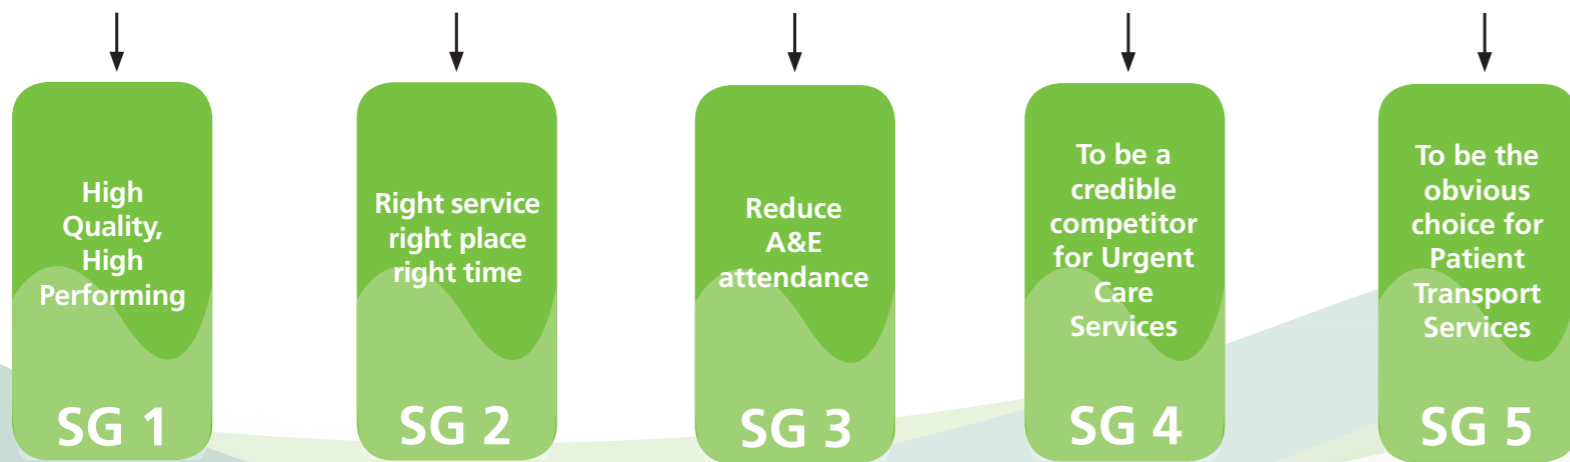 High
Quality,
High
Performing
SG 1
Right service
right place
right time
SG 2
Reduce
A&E
attendance
SG 3
To be a
credible
competitor
for Urgent
Care
Services
SG 4
To be the
obvious
choice for
Patient
Transport
Services
SG 5